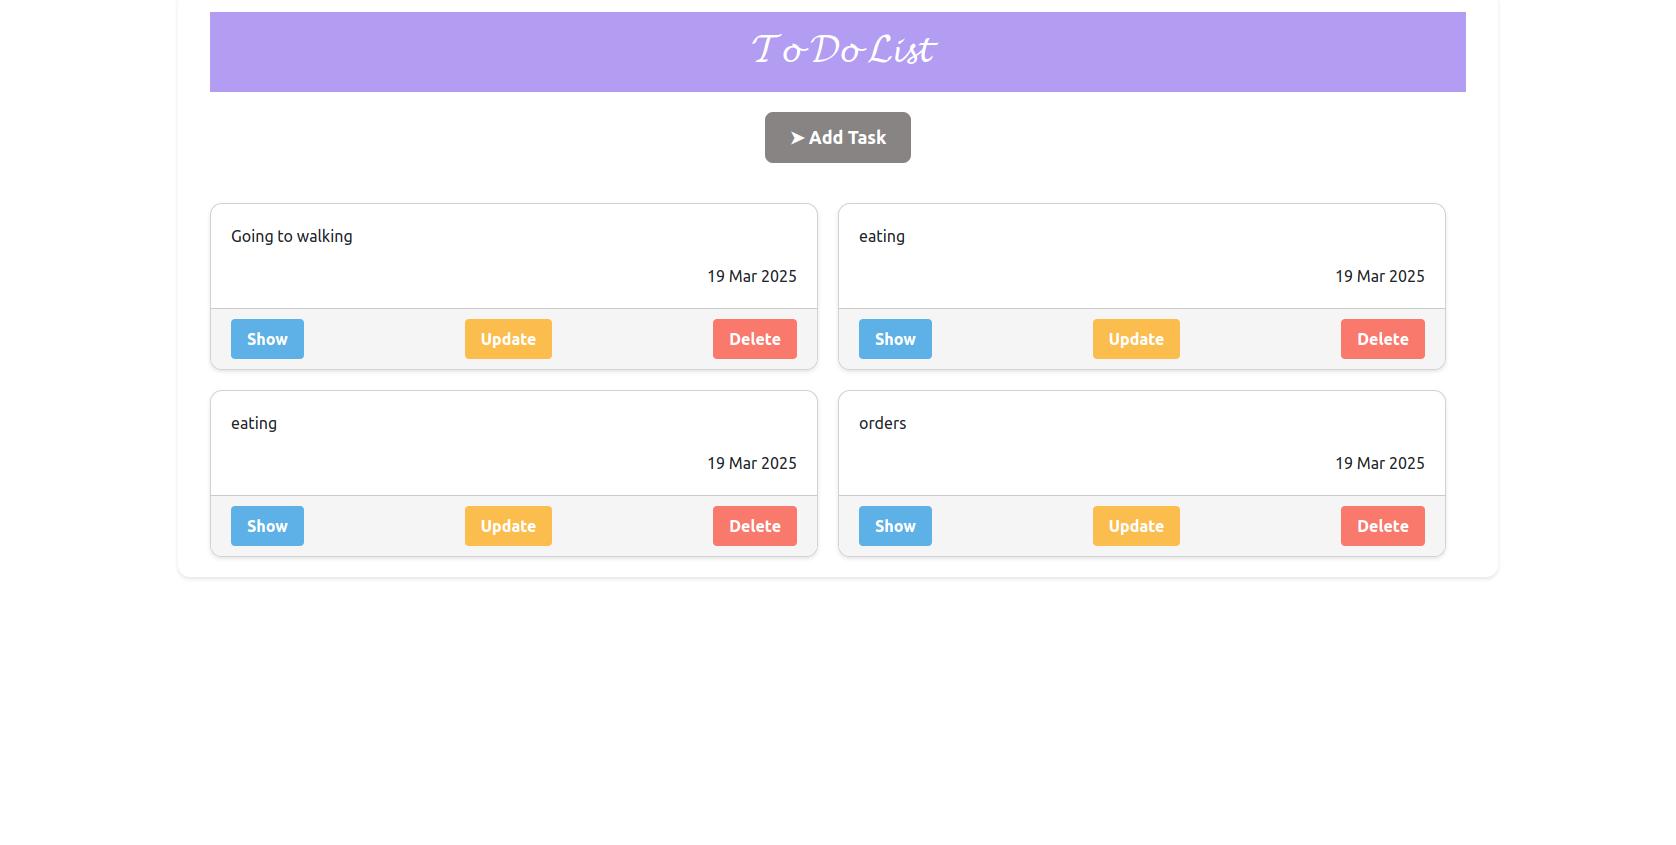 ToDoList
➤ Add Task
Going to walking
19 Mar 2025
Show Update Delete
eating
19 Mar 2025
Show Update Delete
eating
19 Mar 2025
Show Update Delete
orders
19 Mar 2025
Show Update Delete